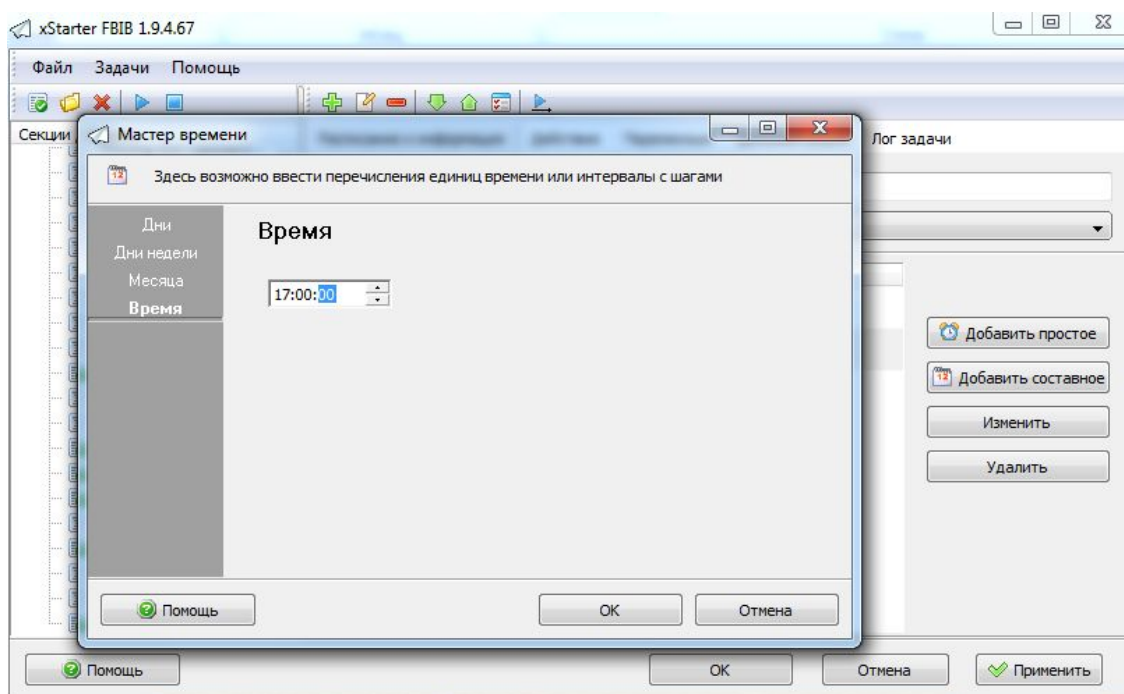 xStarter FBIB 1.9.4.67
Файл Задачи Помощь
Секции
Мастер времени
Лог задачи
Здесь возможно ввести перечисления единиц времени или интервалы с шагами
Дни
Дни недели
Месяца
Время
Время
17:00:00
Добавить простое
Добавить составное
Изменить
Удалить
Помощь
ОК
Отмена
Помощь
ОК
Отмена
Применить